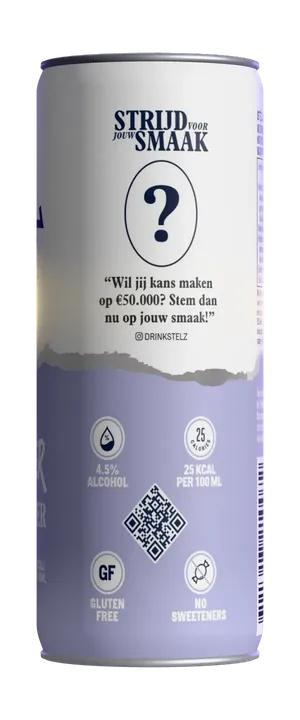 STRIJD VOOR
JOUW SMAAK
?
“Wil jij kans maken
op €50.000? Stem dan
nu op jouw smaak!”
DRINKSTELZ
25
CALORIES
4.5%
ALCOHOL
25 KCAL
PER 100 ML
GF
GLUTEN
FREE
NO
SWEETENERS